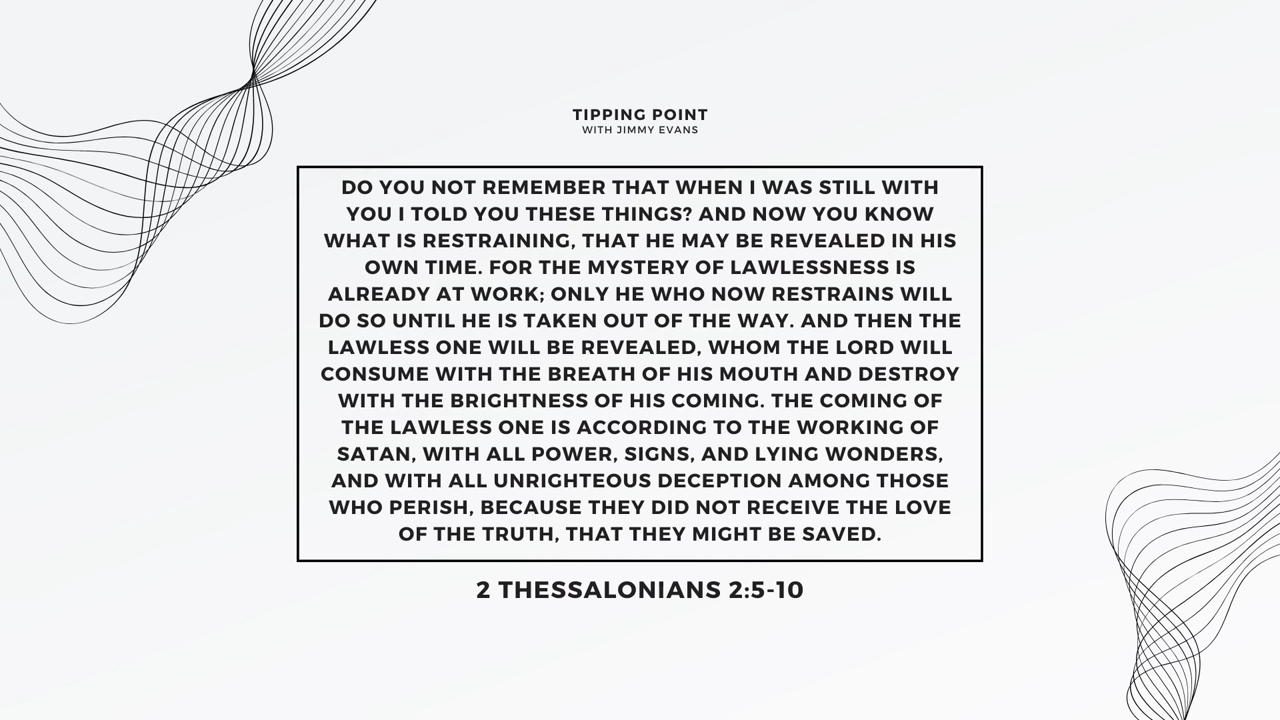 TIPPING POINT
WITH JIMMY EVANS
DO YOU NOT REMEMBER THAT WHEN I WAS STILL WITH
YOU I TOLD YOU THESE THINGS? AND NOW YOU KNOW
WHAT IS RESTRAINING, THAT HE MAY BE REVEALED IN HIS
OWN TIME. FOR THE MYSTERY OF LAWLESSNESS IS
ALREADY AT WORK; ONLY HE WHO NOW RESTRAINS WILL
DO SO UNTIL HE IS TAKEN OUT OF THE WAY. AND THEN THE
LAWLESS ONE WILL BE REVEALED, WHOM THE LORD WILL
CONSUME WITH THE BREATH OF HIS MOUTH AND DESTROY
WITH THE BRIGHTNESS OF HIS COMING. THE COMING OF
THE LAWLESS ONE IS ACCORDING TO THE WORKING OF
SATAN, WITH ALL POWER, SIGNS, AND LYING WONDERS,
AND WITH ALL UNRIGHTEOUS DECEPTION AMONG THOSE
WHO PERISH, BECAUSE THEY DID NOT RECEIVE THE LOVE
OF THE TRUTH, THAT THEY MIGHT BE SAVED.
2 THESSALONIANS 2:5-10